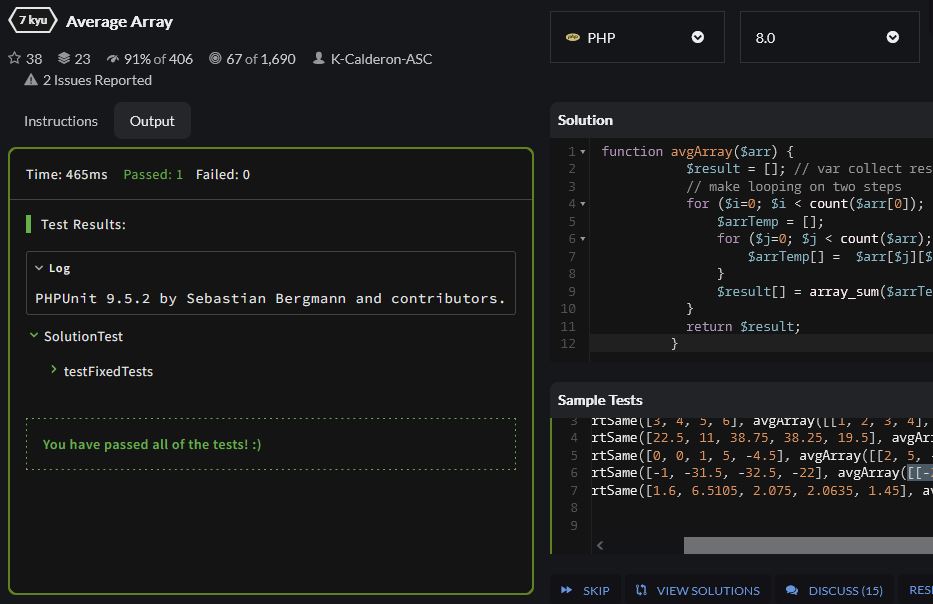 7 kyu Average Array
38 23 91% of 406 67 of 1,690 K-Calderon-ASC
2 Issues Reported
Instructions Output
Time: 465ms Passed: 1 Failed: 0
Test Results:
Log
PHPUnit 9.5.2 by Sebastian Bergmann and contributors.
SolutionTest
testFixedTests
You have passed all of the tests! :)
php PHP 8.0
Solution
1 function avgArray($arr) {
2 $result = []; // var collect res
3 // make looping on two steps
4 for ($i=0; $i < count($arr[0]);
5 $arrTemp = [];
6 for ($j=0; $j < count($arr);
7 $arrTemp[] = $arr[$j][$
8 }
9 $result[] = array_sum($arrTe
10 }
11 return $result;
12 }
Sample Tests
3 rtSame([3, 4, 5, 6], avgArray([[1, 2, 3, 4],
4 rtSame([22.5, 11, 38.75, 38.25, 19.5], avgArr
5 rtSame([0, 0, 1, 5, -4.5], avgArray([[2, 5, -
6 rtSame([-1, -31.5, -32.5, -22], avgArray([[-2
7 rtSame([1.6, 6.5105, 2.075, 2.0635, 1.45], av
8
9
SKIP VIEW SOLUTIONS DISCUSS (15) RES